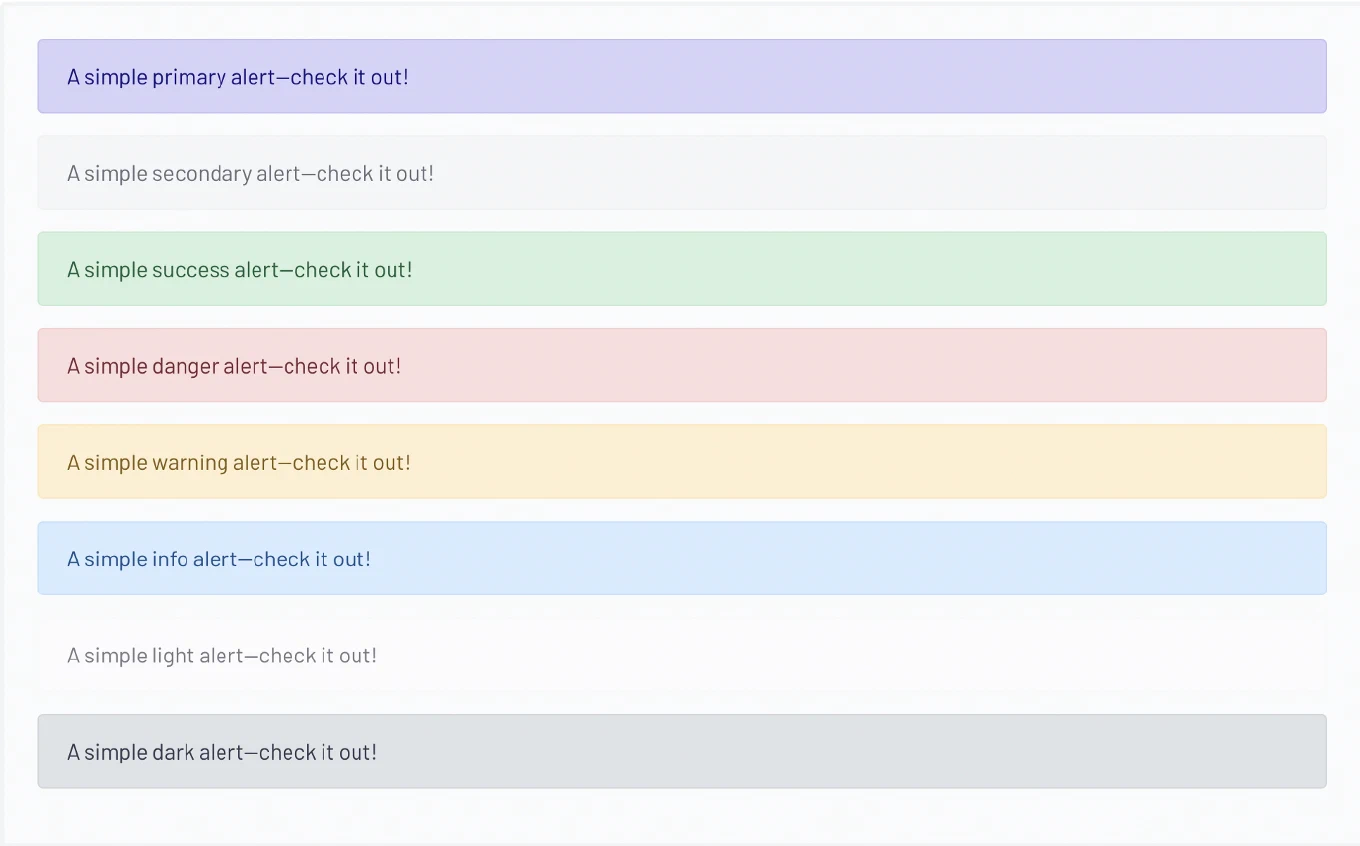 A simple primary alert—check it out!
A simple secondary alert—check it out!
A simple success alert—check it out!
A simple danger alert—check it out!
A simple warning alert—check it out!
A simple info alert—check it out!
A simple light alert—check it out!
A simple dark alert—check it out!